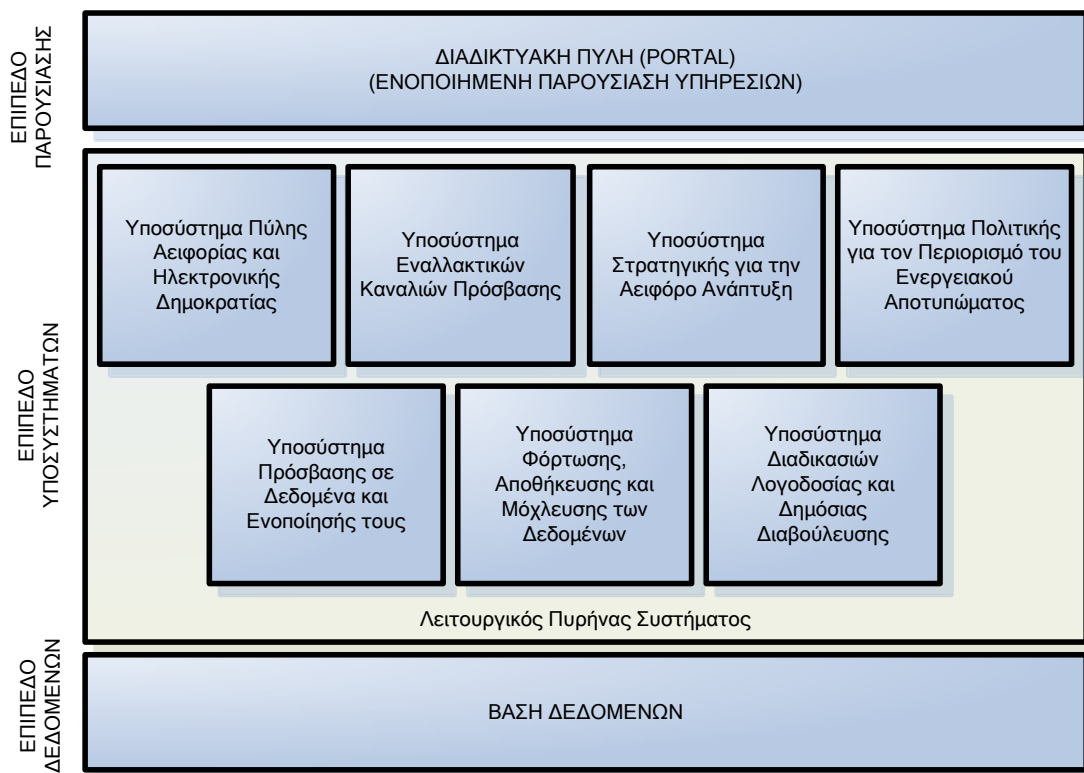 ΕΠΙΠΕΔΟ
ΠΑΡΟΥΣΙΑΣΗΣ
ΔΙΑΔΙΚΤΥΑΚΗ ΠΥΛΗ (PORTAL)
(ΕΝΟΠΟΙΗΜΕΝΗ ΠΑΡΟΥΣΙΑΣΗ ΥΠΗΡΕΣΙΩΝ)
ΕΠΙΠΕΔΟ
ΥΠΟΣΥΣΤΗΜΑΤΩΝ
Υποσύστημα Πύλης
Αειφορίας και
Ηλεκτρονικής
Δημοκρατίας
Υποσύστημα
Εναλλακτικών
Καναλιών Πρόσβασης
Υποσύστημα
Στρατηγικής για την
Αειφόρο Ανάπτυξη
Υποσύστημα Πολιτικής
για τον Περιορισμό του
Ενεργειακού
Αποτυπώματος
Υποσύστημα
Πρόσβασης σε
Δεδομένα και
Ενοποίησής τους
Υποσύστημα
Φόρτωσης,
Αποθήκευσης και
Μόχλευσης των
Δεδομένων
Υποσύστημα
Διαδικασιών
Λογοδοσίας και
Δημόσιας
Διαβούλευσης
Λειτουργικός Πυρήνας Συστήματος
ΕΠΙΠΕΔΟ
ΔΕΔΟΜΕΝΩΝ
ΒΑΣΗ ΔΕΔΟΜΕΝΩΝ